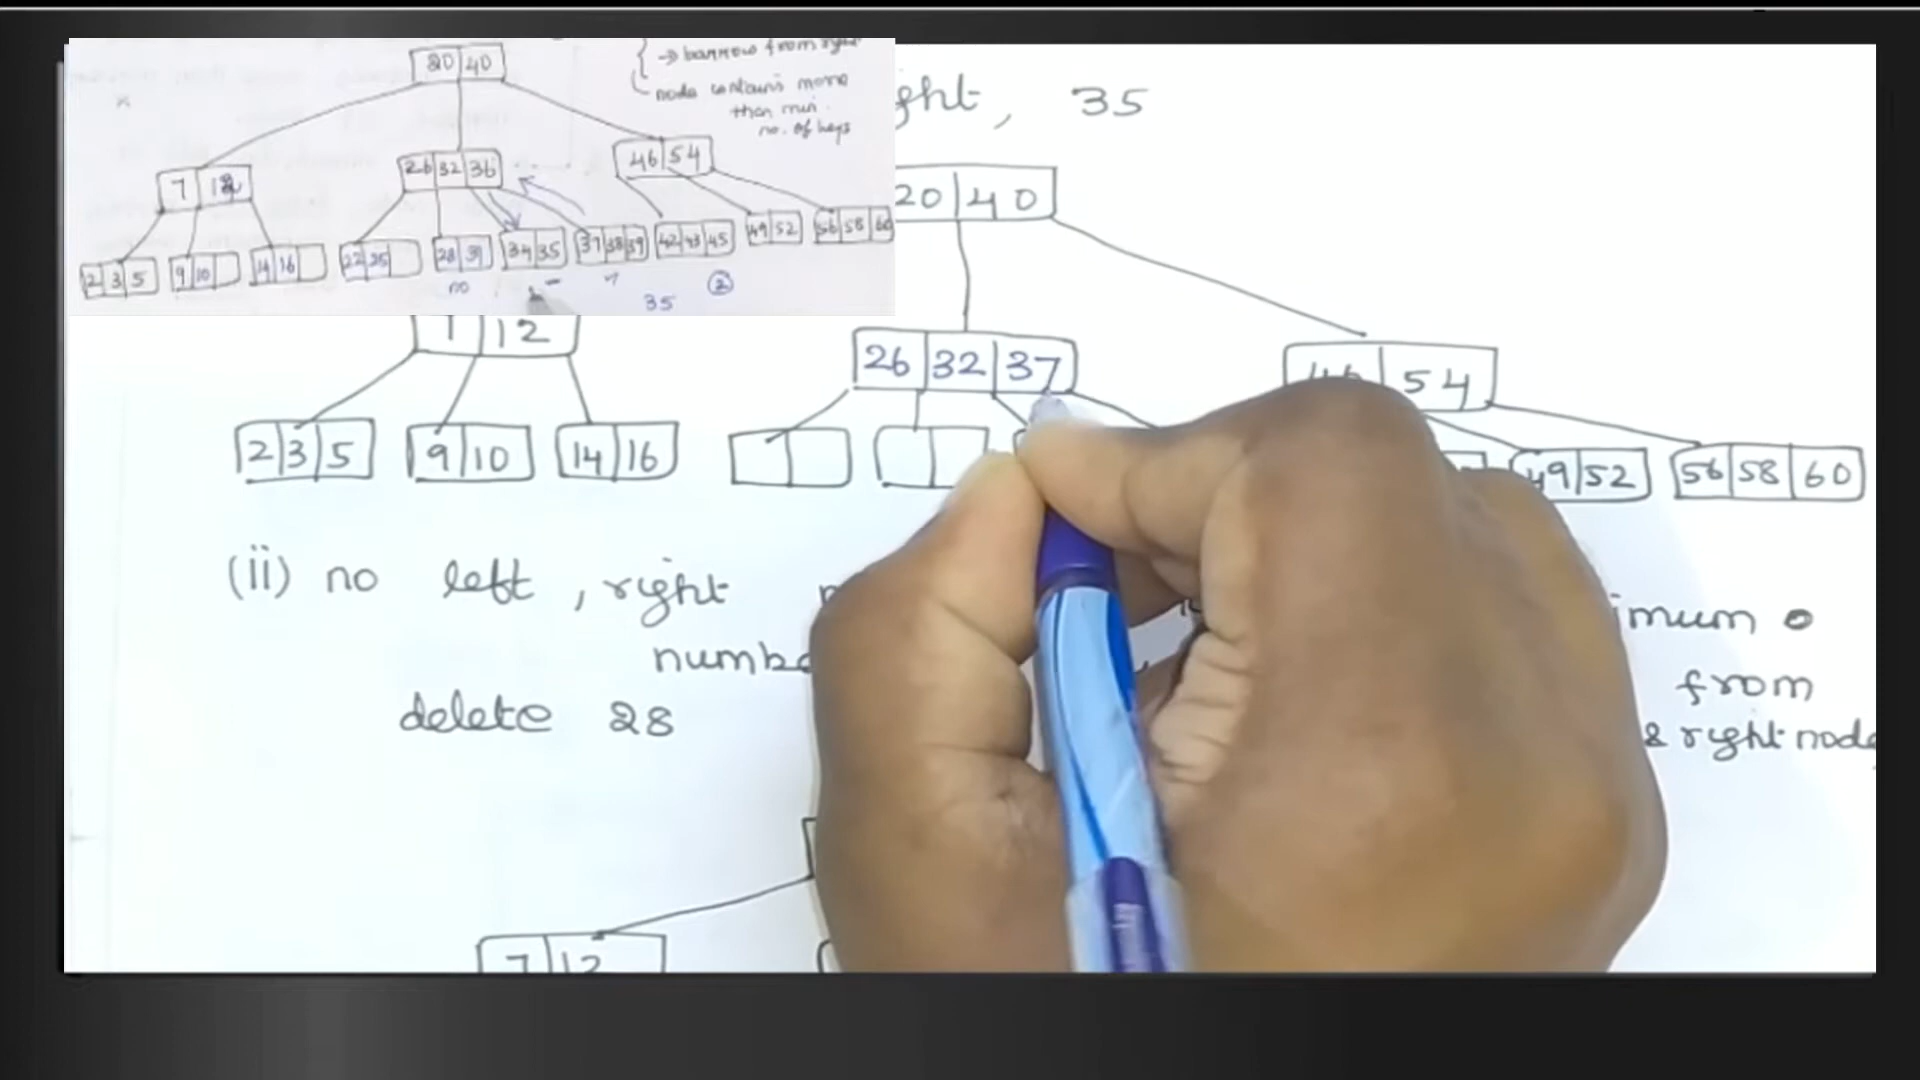 20 40
→ barrow from right
node contains more
than min.
no. of keys
7
26 32 36
46 54
2 3 5
9 10
14 16
22 25
28 31
34 35
37 38 39
42 43 45
49 52
56 58 60
no
35
2
ght, 35
20 40
12
26 32 37
54
2 3 5
9 10
14 16
49 52
56 58 60
(ii) no left, right
imum
numbe
from
delete 28
& right node
7 12